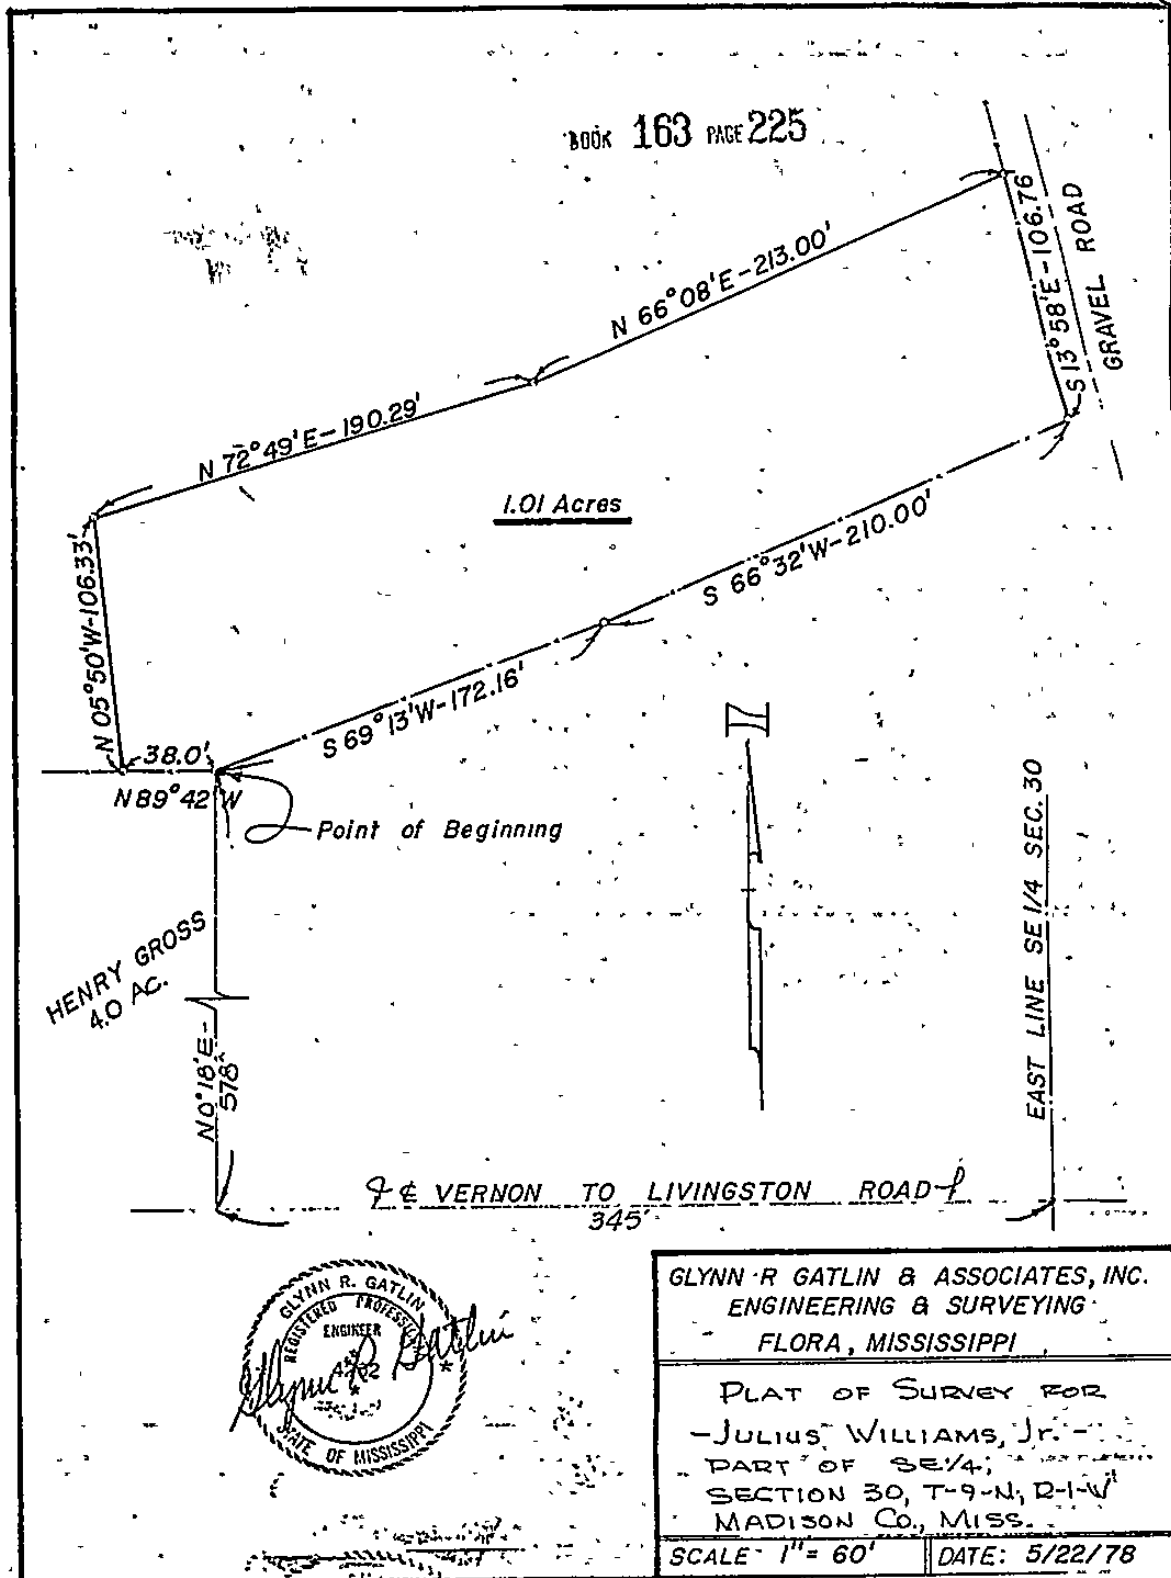 BOOK 163 PAGE 225
N 66°08'E-213.00'
S 13°58'E-106.76
GRAVEL ROAD
N 72°49'E-190.29'
1.01 Acres
S 66°32'W-210.00'
N 05°50'W-106.33'
S 69°13'W-172.16'
38.0'
N 89°42' W
Point of Beginning
HENRY GROSS
4.0 AC.
N 0°18'E-
578'
EAST LINE SE 1/4 SEC. 30
℄ VERNON TO LIVINGSTON ROAD
345'
GLYNN R. GATLIN
REGISTERED PROFESSIONAL
ENGINEER
STATE OF MISSISSIPPI
Glynn R Gatlin
GLYNN R GATLIN & ASSOCIATES, INC.
ENGINEERING & SURVEYING
FLORA, MISSISSIPPI
PLAT OF SURVEY FOR
-JULIUS WILLIAMS, Jr.-
PART OF SE1/4;
SECTION 30, T-9-N, R-1-W
MADISON CO., MISS.
SCALE- 1"= 60'
DATE: 5/22/78